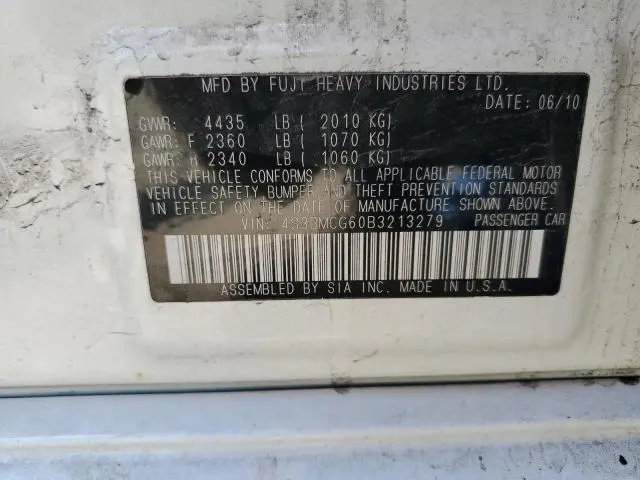 MFD BY FUJI HEAVY INDUSTRIES LTD.
DATE: 06/10
GVWR: 4435 LB ( 2010 KG)
GAWR: F 2360 LB ( 1070 KG)
GAWR: R 2340 LB ( 1060 KG)
THIS VEHICLE CONFORMS TO ALL APPLICABLE FEDERAL MOTOR
VEHICLE SAFETY, BUMPER AND THEFT PREVENTION STANDARDS
IN EFFECT ON THE DATE OF MANUFACTURE SHOWN ABOVE.
VIN: 4S3BMCG60B3213279 PASSENGER CAR
ASSEMBLED BY SIA INC. MADE IN U.S.A.